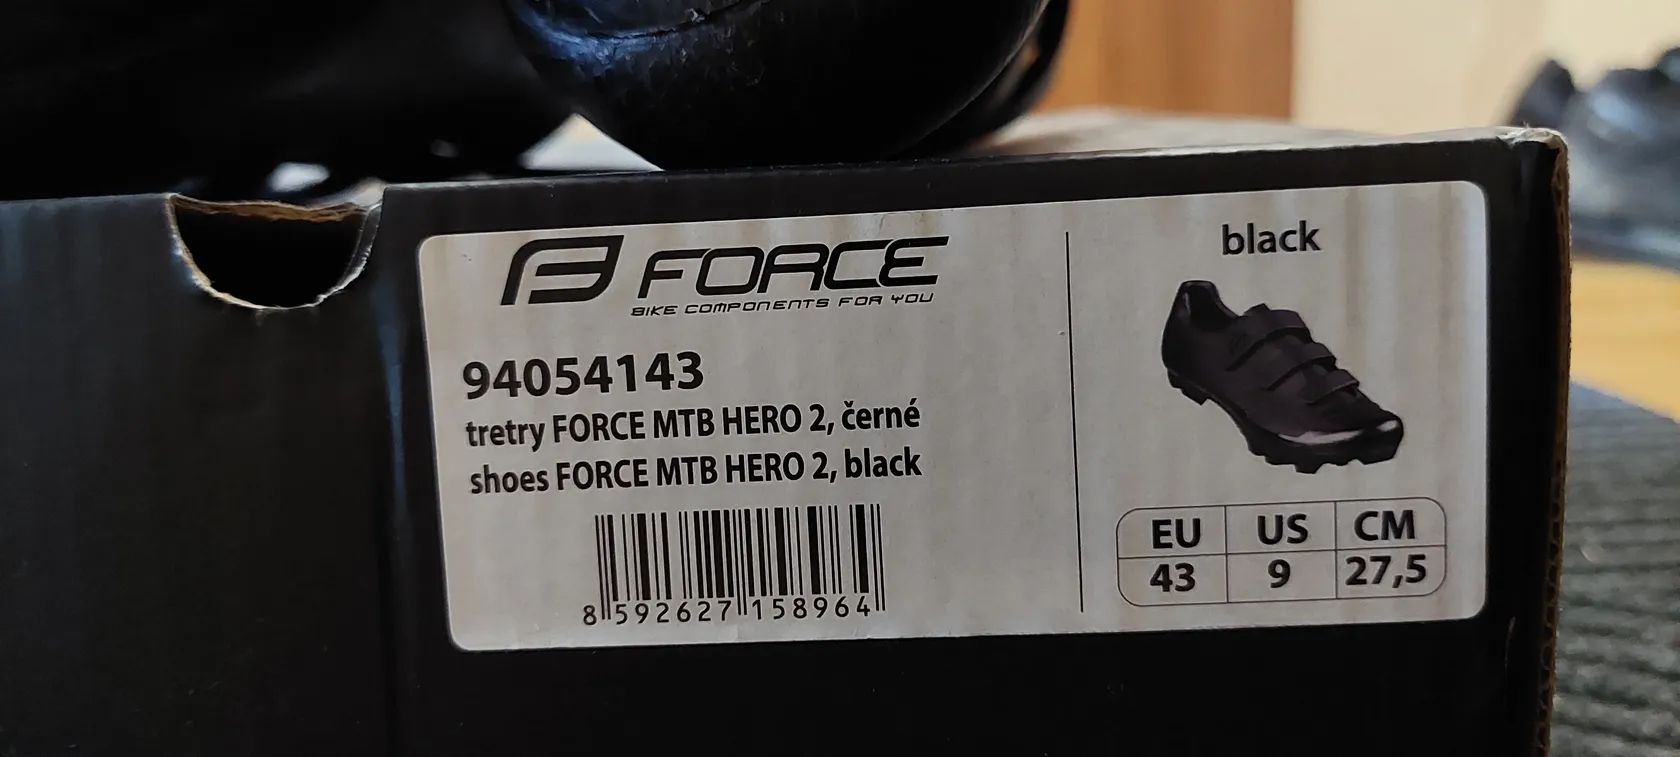 FORCE
BIKE COMPONENTS FOR YOU
94054143
tretry FORCE MTB HERO 2, černé
shoes FORCE MTB HERO 2, black
8 592627 158964
black
EU US CM
43 9 27,5